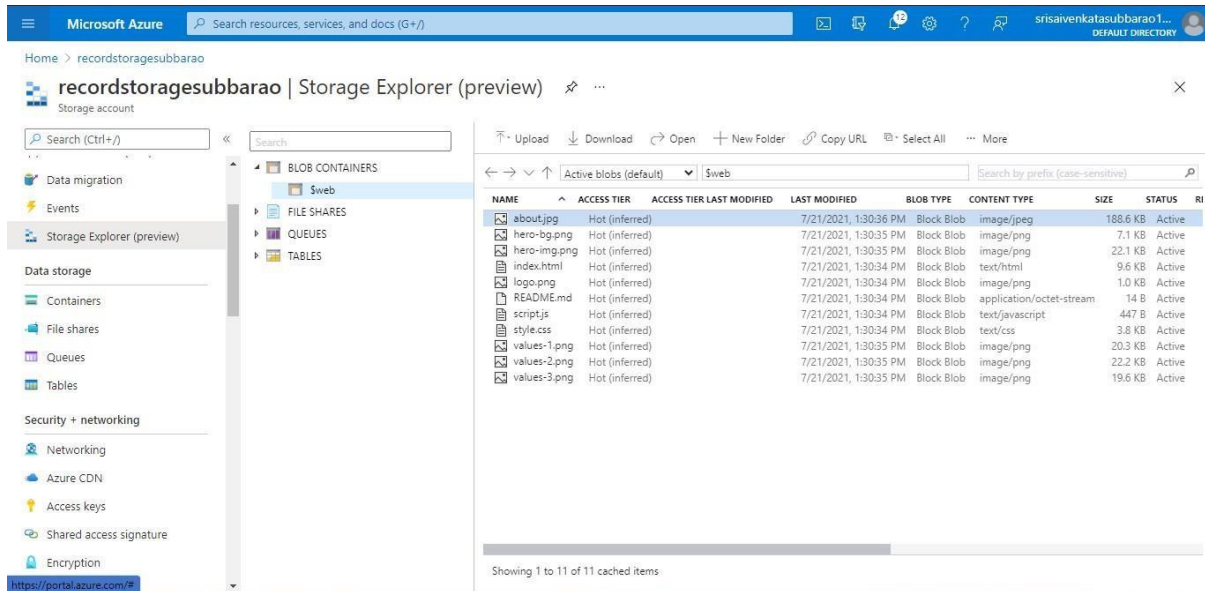 Microsoft Azure
Search resources, services, and docs (G+/)
12
srisaivenkatasubbarao1...
DEFAULT DIRECTORY
Home > recordstoragesubbarao
recordstoragesubbarao | Storage Explorer (preview) ...
Storage account
Search (Ctrl+/)
«
Data migration
Events
Storage Explorer (preview)
Data storage
Containers
File shares
Queues
Tables
Security + networking
Networking
Azure CDN
Access keys
Shared access signature
Encryption
https://portal.azure.com/#
Search
BLOB CONTAINERS
$web
FILE SHARES
QUEUES
TABLES
Upload Download Open New Folder Copy URL Select All ... More
Active blobs (default) $web Search by prefix (case-sensitive)
NAME ACCESS TIER ACCESS TIER LAST MODIFIED LAST MODIFIED BLOB TYPE CONTENT TYPE SIZE STATUS
about.jpg Hot (inferred) 7/21/2021, 1:30:36 PM Block Blob image/jpeg 188.6 KB Active
hero-bg.png Hot (inferred) 7/21/2021, 1:30:35 PM Block Blob image/png 7.1 KB Active
hero-img.png Hot (inferred) 7/21/2021, 1:30:35 PM Block Blob image/png 22.1 KB Active
index.html Hot (inferred) 7/21/2021, 1:30:34 PM Block Blob text/html 9.6 KB Active
logo.png Hot (inferred) 7/21/2021, 1:30:34 PM Block Blob image/png 1.0 KB Active
README.md Hot (inferred) 7/21/2021, 1:30:34 PM Block Blob application/octet-stream 14 B Active
script.js Hot (inferred) 7/21/2021, 1:30:34 PM Block Blob text/javascript 447 B Active
style.css Hot (inferred) 7/21/2021, 1:30:34 PM Block Blob text/css 3.8 KB Active
values-1.png Hot (inferred) 7/21/2021, 1:30:35 PM Block Blob image/png 20.3 KB Active
values-2.png Hot (inferred) 7/21/2021, 1:30:35 PM Block Blob image/png 22.2 KB Active
values-3.png Hot (inferred) 7/21/2021, 1:30:35 PM Block Blob image/png 19.6 KB Active
Showing 1 to 11 of 11 cached items